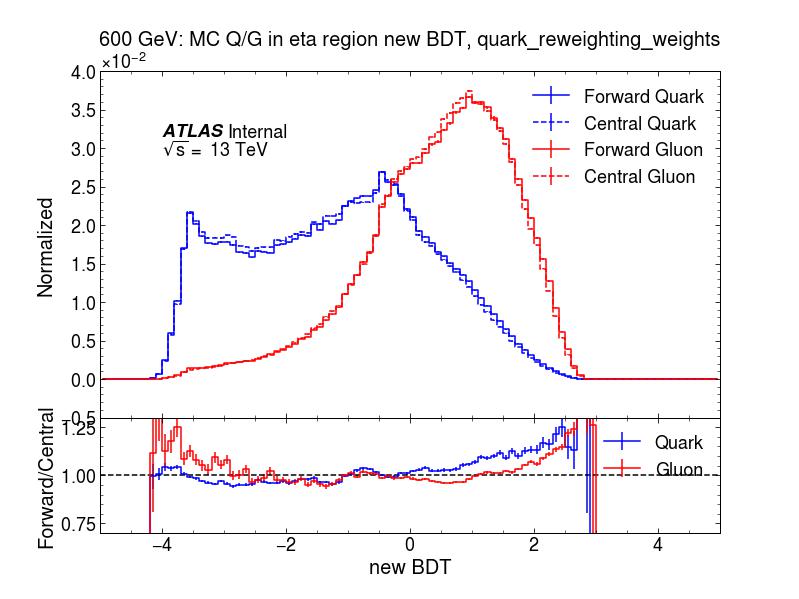 600 GeV: MC Q/G in eta region new BDT, quark_reweighting_weights
×10⁻²
4.0
3.5
3.0
2.5
2.0
1.5
1.0
0.5
0.0
−0.5
Normalized
ATLAS Internal
√s = 13 TeV
Forward Quark
Central Quark
Forward Gluon
Central Gluon
1.25
1.00
0.75
Forward/Central
Quark
Gluon
−4 −2 0 2 4
new BDT